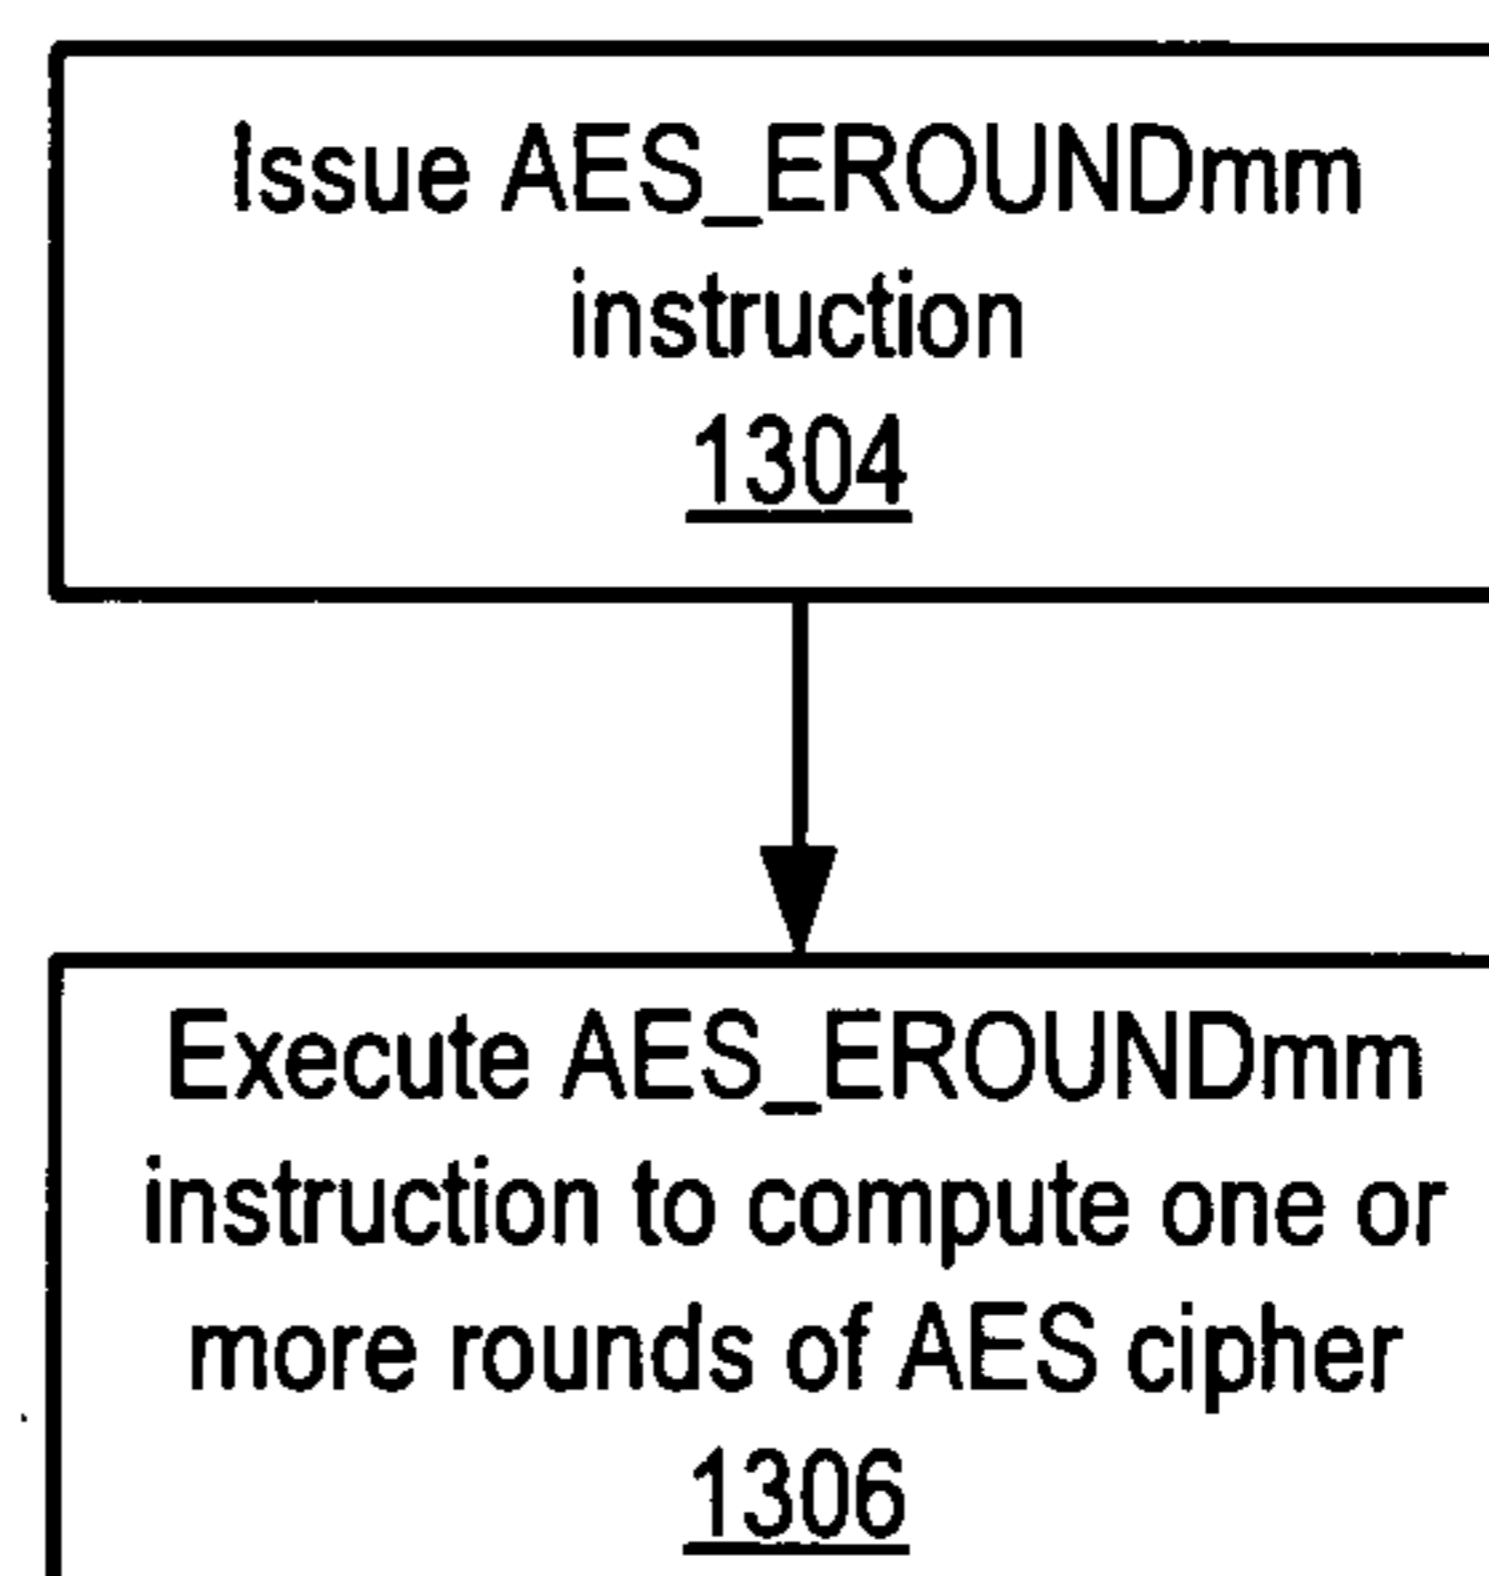 Issue AES_EROUNDmm
instruction
1304
Execute AES_EROUNDmm
instruction to compute one or
more rounds of AES cipher
1306